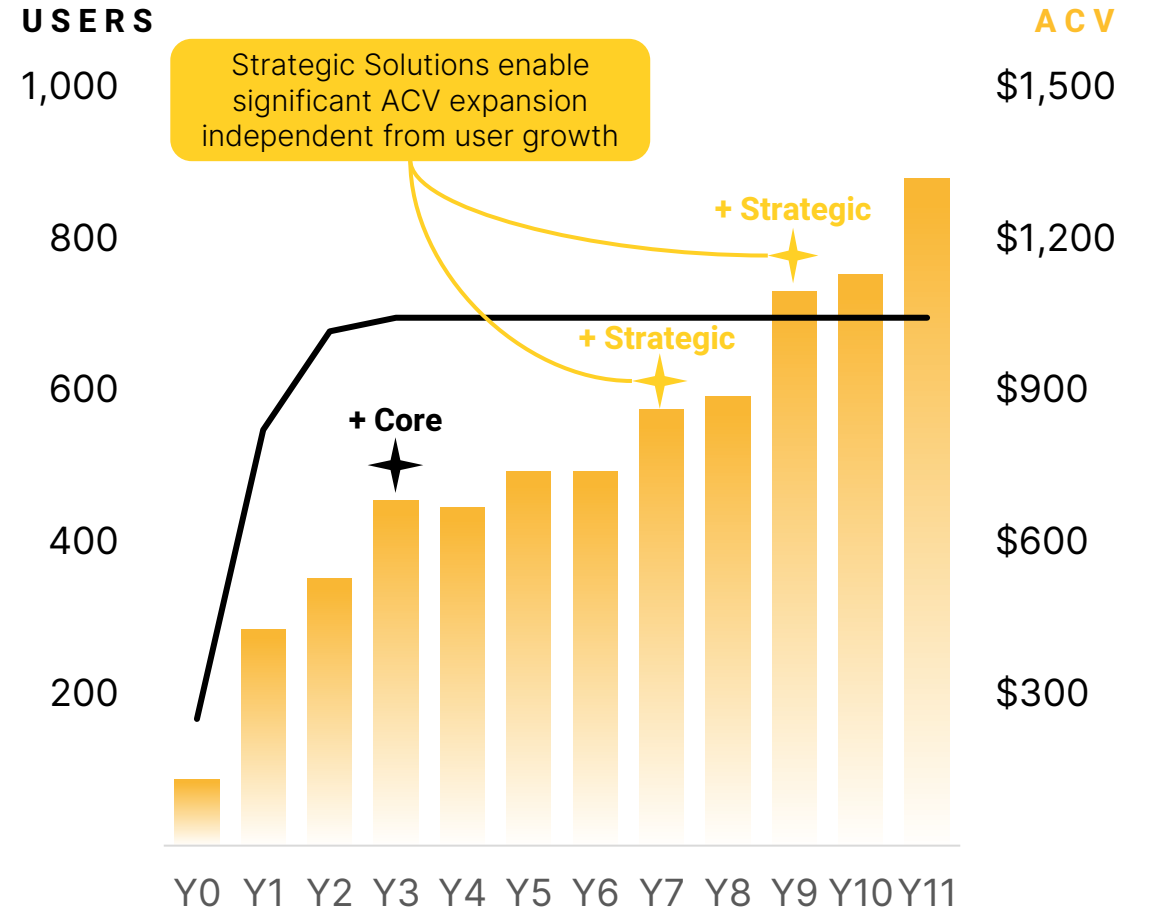 USERS
ACV
Strategic Solutions enable
significant ACV expansion
independent from user growth
1,000
$1,500
+ Strategic
800
$1,200
+ Strategic
600
$900
+ Core
400
$600
200
$300
Y0 Y1 Y2 Y3 Y4 Y5 Y6 Y7 Y8 Y9 Y10 Y11